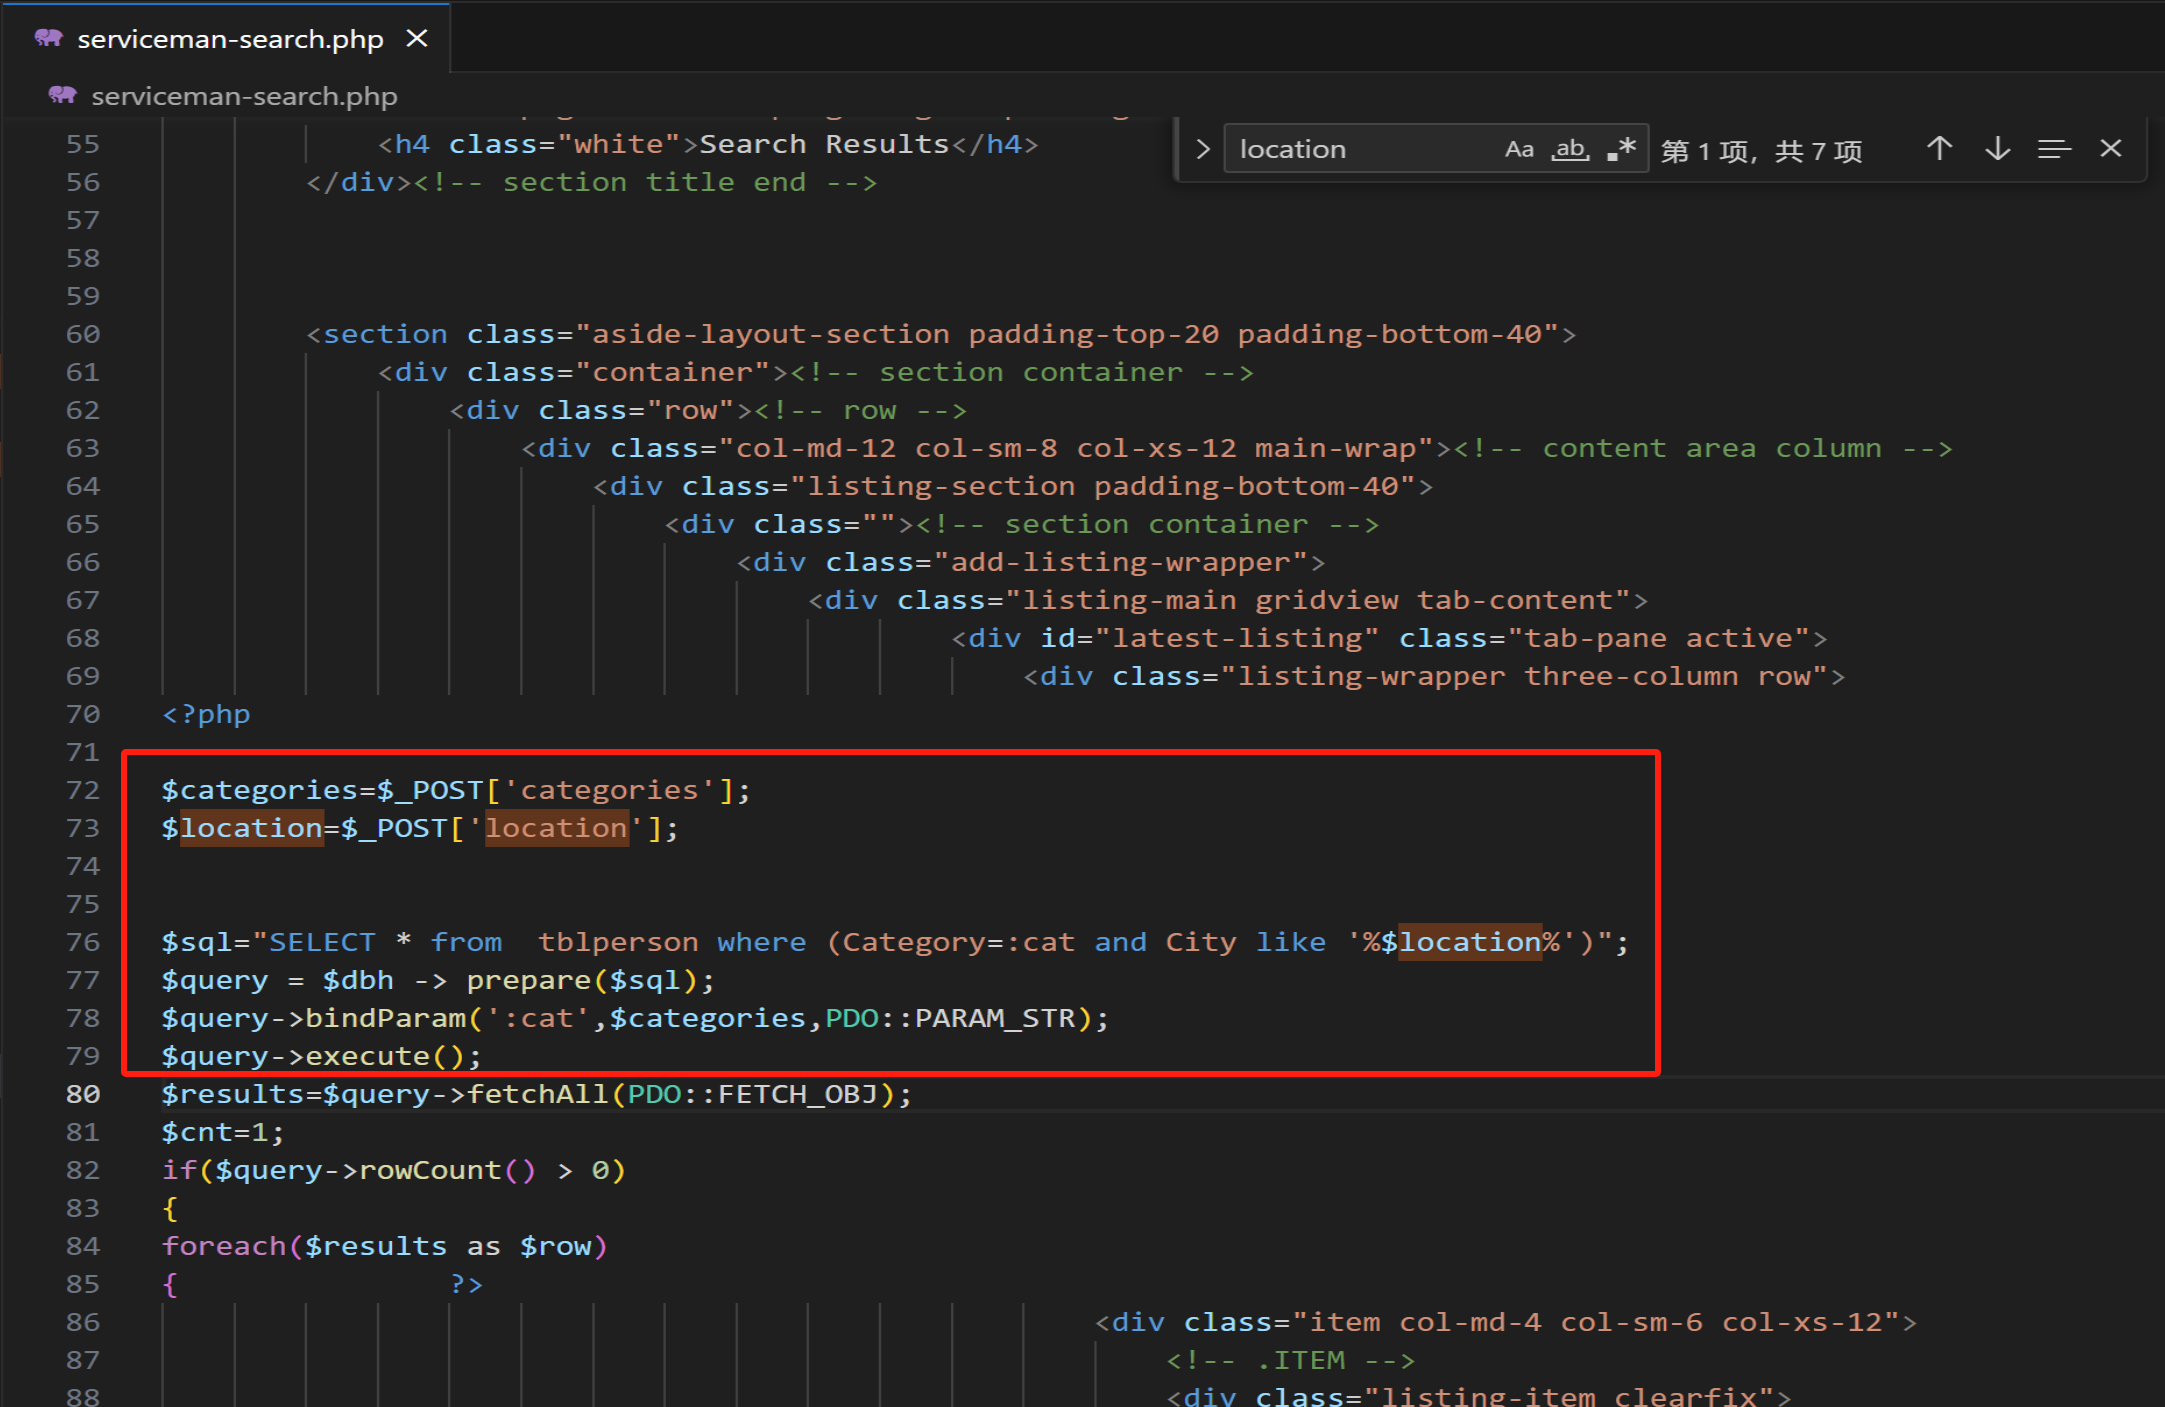 serviceman-search.php
serviceman-search.php
location Aa ab .* 第 1 项，共 7 项
55 <h4 class="white">Search Results</h4>
56 </div><!-- section title end -->
57
58
59
60 <section class="aside-layout-section padding-top-20 padding-bottom-40">
61 <div class="container"><!-- section container -->
62 <div class="row"><!-- row -->
63 <div class="col-md-12 col-sm-8 col-xs-12 main-wrap"><!-- content area column -->
64 <div class="listing-section padding-bottom-40">
65 <div class=""><!-- section container -->
66 <div class="add-listing-wrapper">
67 <div class="listing-main gridview tab-content">
68 <div id="latest-listing" class="tab-pane active">
69 <div class="listing-wrapper three-column row">
70 <?php
71
72 $categories=$_POST['categories'];
73 $location=$_POST['location'];
74
75
76 $sql="SELECT * from  tblperson where (Category=:cat and City like '%$location%')";
77 $query = $dbh -> prepare($sql);
78 $query->bindParam(':cat',$categories,PDO::PARAM_STR);
79 $query->execute();
80 $results=$query->fetchAll(PDO::FETCH_OBJ);
81 $cnt=1;
82 if($query->rowCount() > 0)
83 {
84 foreach($results as $row)
85 {               ?>
86 <div class="item col-md-4 col-sm-6 col-xs-12">
87 <!-- .ITEM -->
88 <div class="listing-item clearfix">